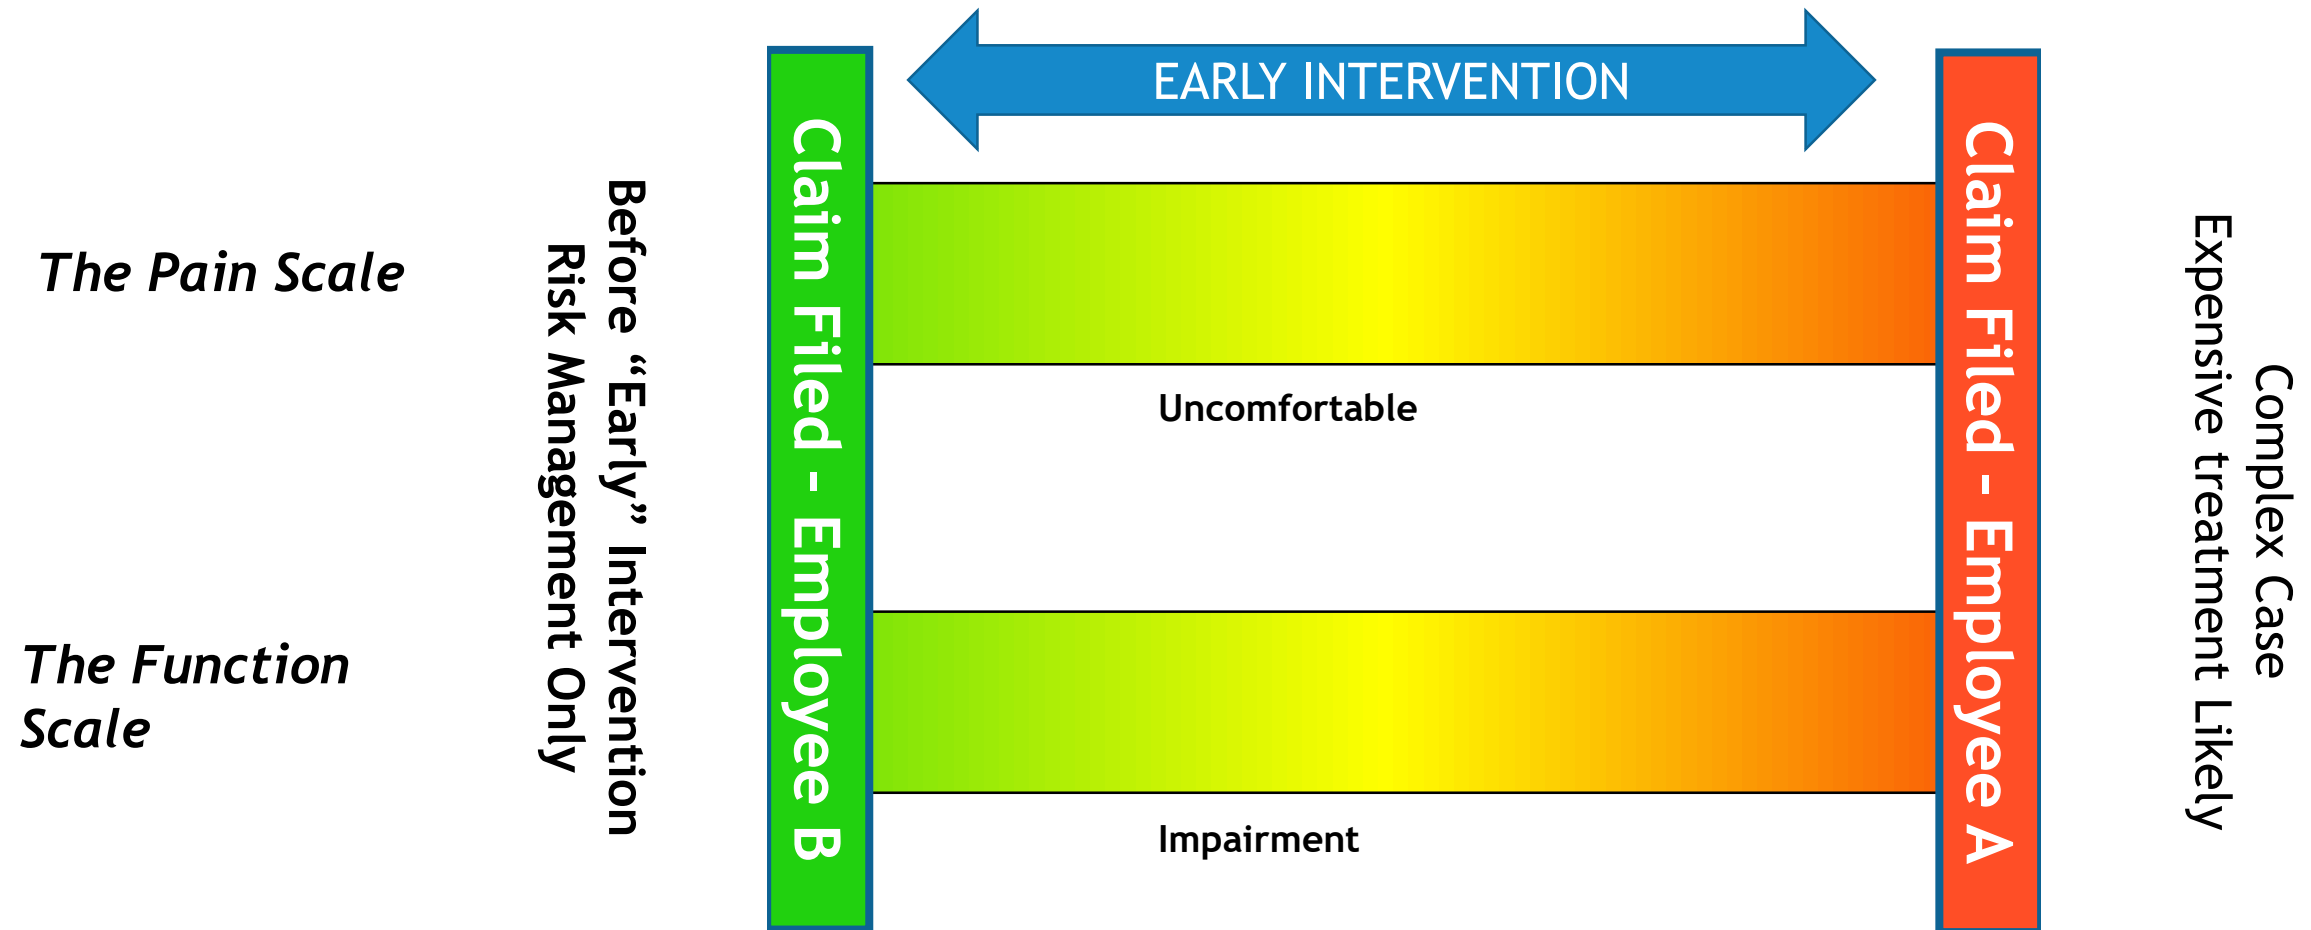 EARLY INTERVENTION
The Pain Scale
The Function
Scale
Before “Early” Intervention
Risk Management Only
Claim Filed - Employee B
Uncomfortable
Impairment
Claim Filed - Employee A
Complex Case
Expensive treatment Likely